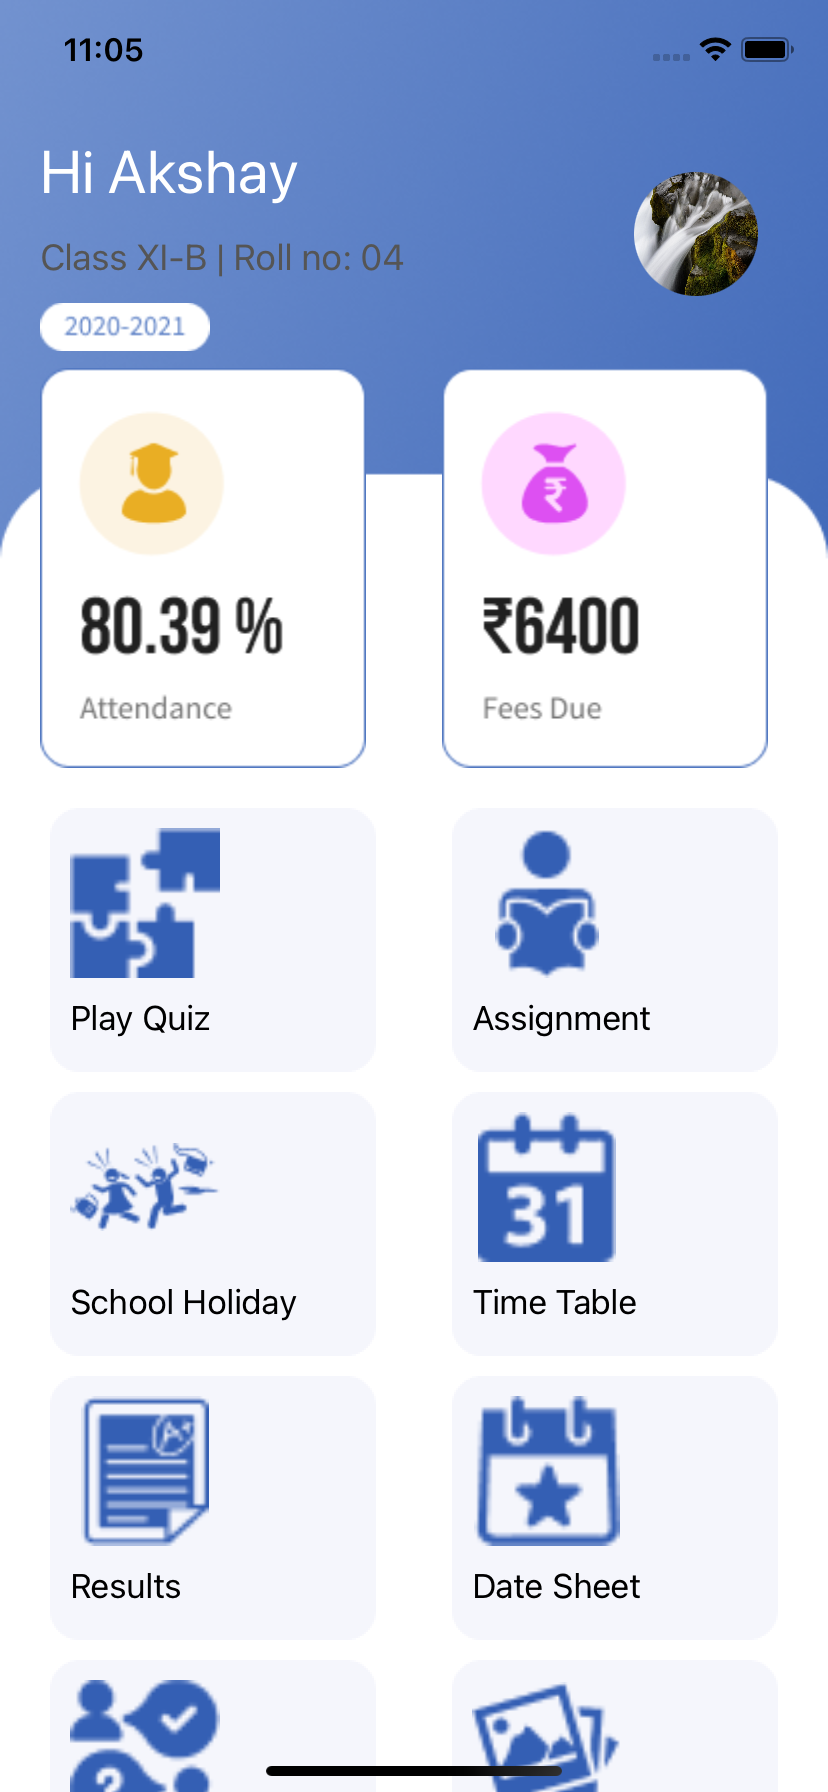 11:05
Hi Akshay
Class XI-B | Roll no: 04
2020-2021
80.39 %
₹6400
Attendance
Fees Due
Play Quiz
Assignment
31
School Holiday
Time Table
A+
Results
Date Sheet
?